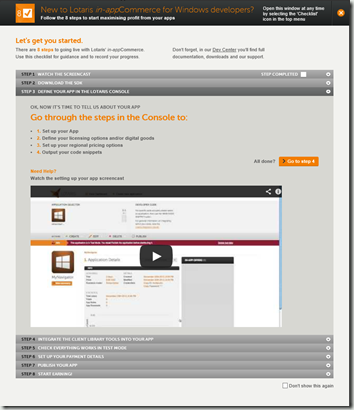 New to Lotaris in-appCommerce for Windows developers?
Follow the 8 steps to start maximising profit from your apps
Open this window at any time
by selecting the 'Checklist'
icon in the top menu
Let's get you started.
There are 8 steps to going live with Lotaris' in-appCommerce.
Use this checklist for guidance and to record your progress.
Don't forget, in our Dev Center you'll find full
documentation, downloads and our support.
STEP 1 WATCH THE SCREENCAST
STEP COMPLETED
STEP 2 DOWNLOAD THE SDK
STEP 3 DEFINE YOUR APP IN THE LOTARIS CONSOLE
OK, NOW IT'S TIME TO TELL US ABOUT YOUR APP
Go through the steps in the Console to:
1. Set up your App
2. Define your licensing options and/or digital goods
3. Set up your regional pricing options
4. Output your code snippets
All done?
Go to step 4
Need Help?
Watch the setting up your app screencast
1. Application Details
STEP 4 INTEGRATE THE CLIENT LIBRARY TOOLS INTO YOUR APP
STEP 5 CHECK EVERYTHING WORKS IN TEST MODE
STEP 6 SET UP YOUR PAYMENT DETAILS
STEP 7 PUBLISH YOUR APP
STEP 8 START EARNING!
Don't show this again